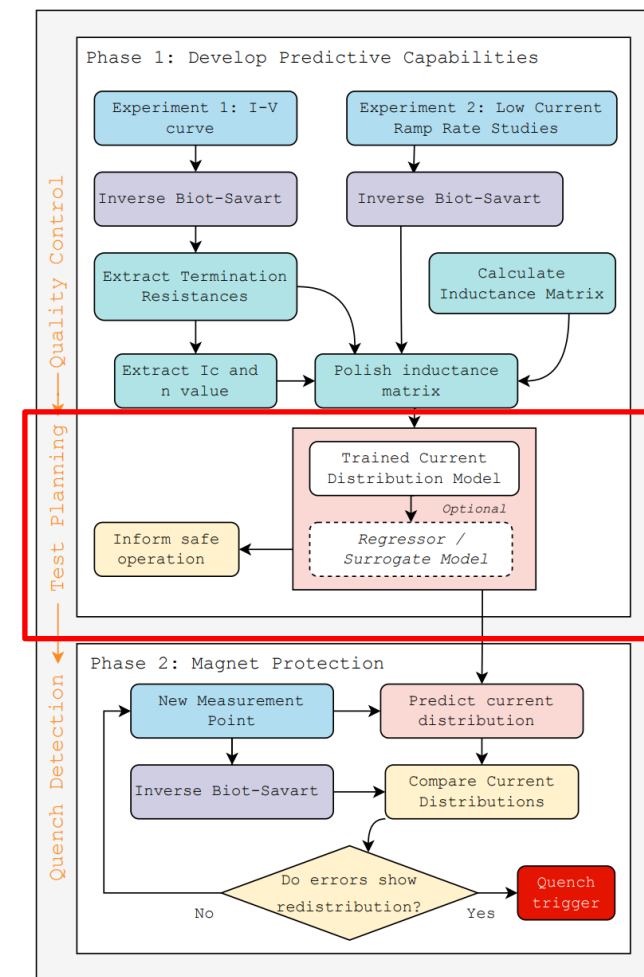 Phase 1: Develop Predictive Capabilities
Experiment 1: I-V
curve
Experiment 2: Low Current
Ramp Rate Studies
Inverse Biot-Savart
Inverse Biot-Savart
Extract Termination
Resistances
Calculate
Inductance Matrix
Extract Ic and
n value
Polish inductance
matrix
Trained Current
Distribution Model
Optional
Regressor /
Surrogate Model
Inform safe
operation
Phase 2: Magnet Protection
New Measurement
Point
Predict current
distribution
Inverse Biot-Savart
Compare Current
Distributions
Do errors show
redistribution?
No
Yes
Quench
trigger
Quality Control
Test Planning
Quench Detection